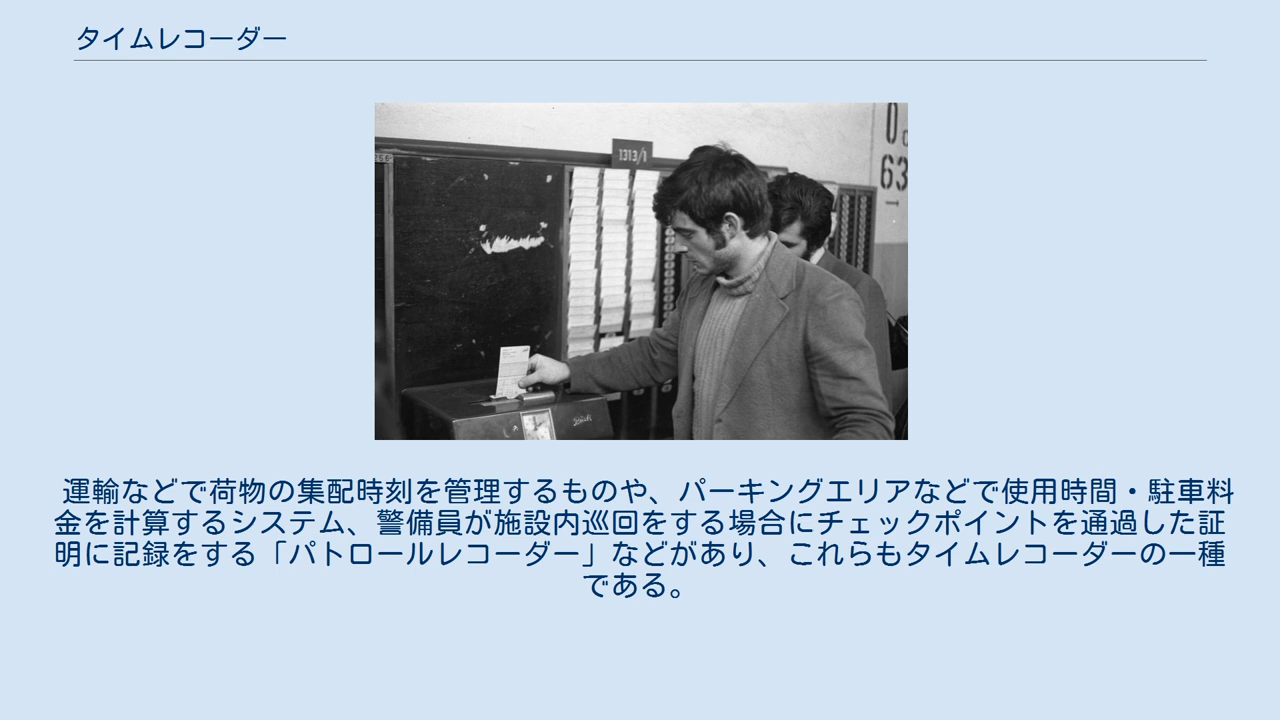 タイムレコーダー
1313/1
0
63
運輸などで荷物の集配時刻を管理するものや、パーキングエリアなどで使用時間・駐車料
金を計算するシステム、警備員が施設内巡回をする場合にチェックポイントを通過した証
明に記録をする「パトロールレコーダー」などがあり、これらもタイムレコーダーの一種
である。